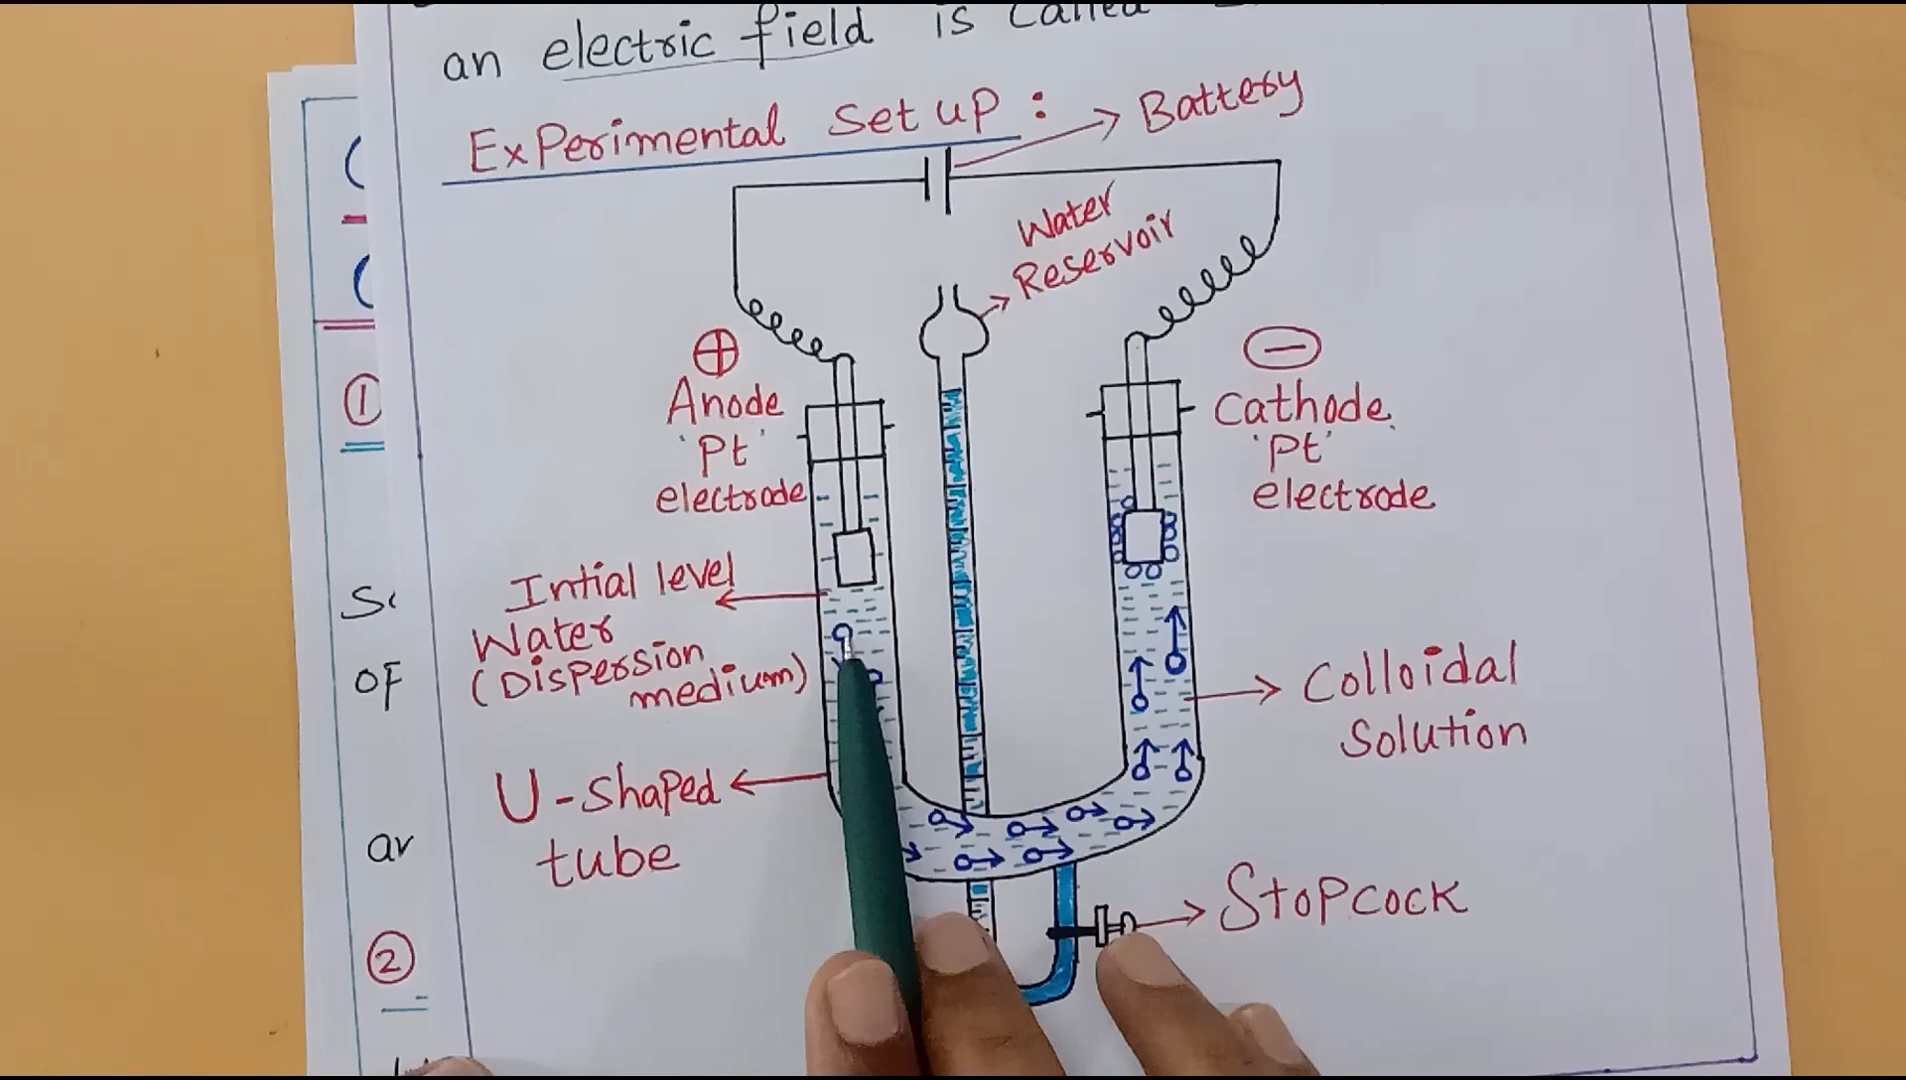 an electric field is called
Experimental Set up :
Battery
Water
Reservoir
⊕
Anode
'Pt'
electrode
⊖
Cathode
'Pt'
electrode
Intial level
Water
(Dispersion
medium)
U-Shaped
tube
Colloidal
Solution
Stopcock
①
OF
②